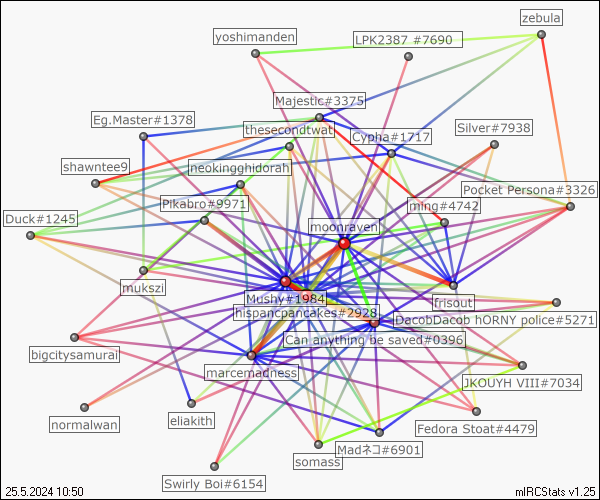 zebula
yoshimanden
LPK2387 #7690
Majestic#3375
Eg.Master#1378
thesecondtwat
Cypha#1717
Silver#7938
shawntee9
neokingghidorah
Pocket Persona#3326
Pikabro#9971
ming#4742
Duck#1245
moonraven
mukszi
Mushy#1984
frisout
hispancpancakes#2928
DacobDacob hORNY police#5271
Can anything be saved#0396
bigcitysamurai
marcemadness
JKOUYH VIII#7034
normalwan
eliakith
Fedora Stoat#4479
Madネコ#6901
somass
Swirly Boi#6154
25.5.2024 10:50
mIRCStats v1.25